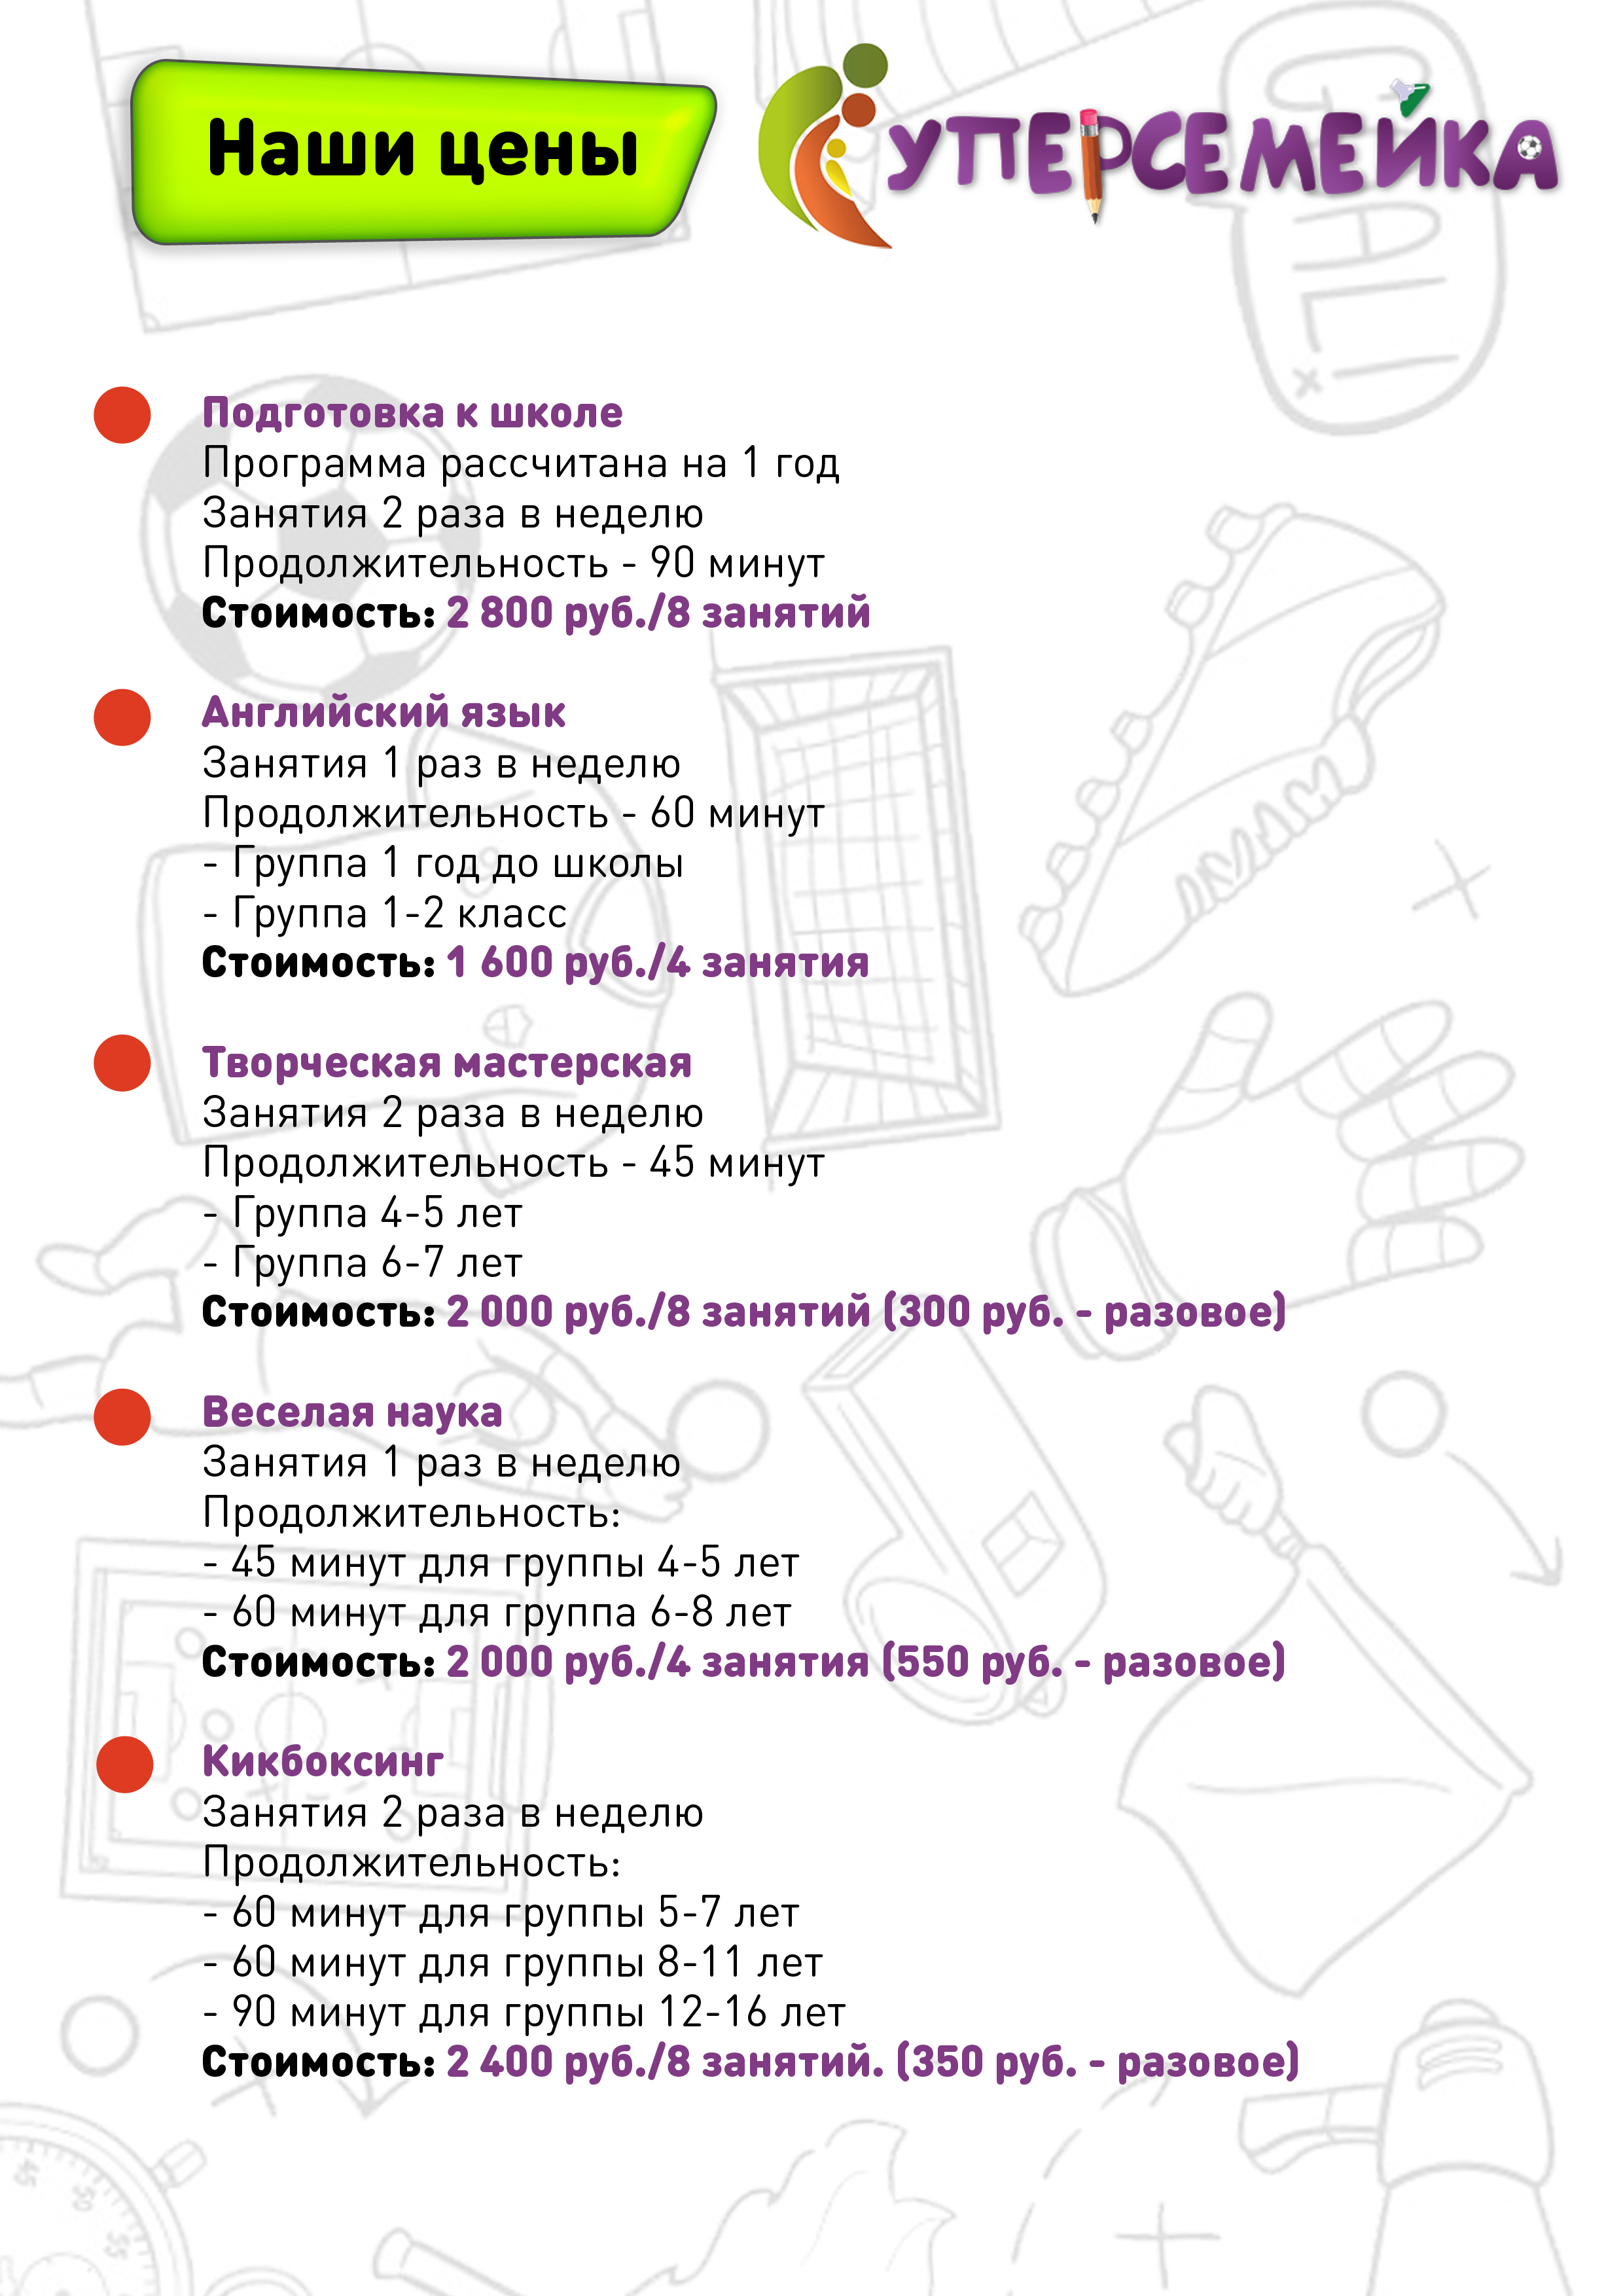 Наши цены
СУПЕРСЕМЕЙКА
GOAL!
Подготовка к школе
Программа рассчитана на 1 год
Занятия 2 раза в неделю
Продолжительность - 90 минут
Стоимость: 2 800 руб./8 занятий
Английский язык
Занятия 1 раз в неделю
Продолжительность - 60 минут
- Группа 1 год до школы
- Группа 1-2 класс
Стоимость: 1 600 руб./4 занятия
Творческая мастерская
Занятия 2 раза в неделю
Продолжительность - 45 минут
- Группа 4-5 лет
- Группа 6-7 лет
Стоимость: 2 000 руб./8 занятий (300 руб. - разовое)
Веселая наука
Занятия 1 раз в неделю
Продолжительность:
- 45 минут для группы 4-5 лет
- 60 минут для группа 6-8 лет
Стоимость: 2 000 руб./4 занятия (550 руб. - разовое)
Кикбоксинг
Занятия 2 раза в неделю
Продолжительность:
- 60 минут для группы 5-7 лет
- 60 минут для группы 8-11 лет
- 90 минут для группы 12-16 лет
Стоимость: 2 400 руб./8 занятий. (350 руб. - разовое)
45
50
55